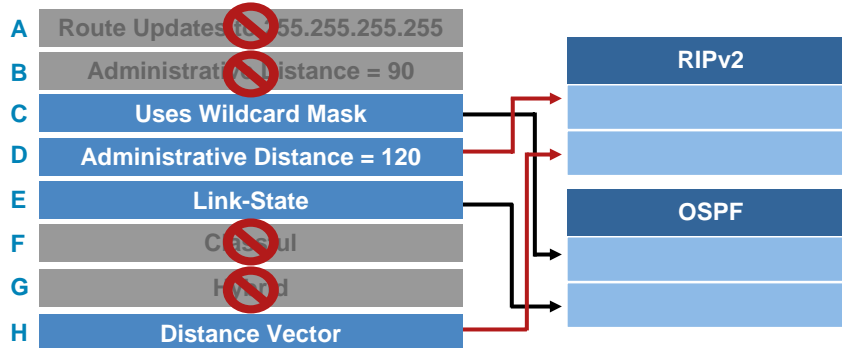 A Route Updates to 255.255.255.255
B Administrative Distance = 90
C Uses Wildcard Mask
D Administrative Distance = 120
E Link-State
F Classful
G Hybrid
H Distance Vector
RIPv2
OSPF